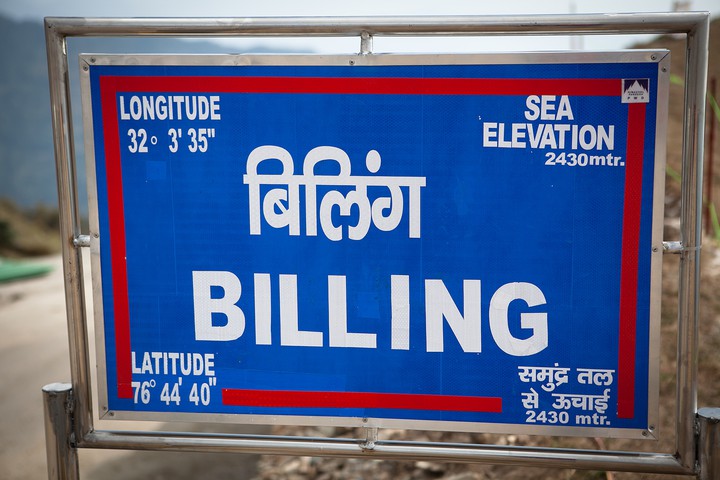 LONGITUDE
32° 3' 35"
SEA
ELEVATION
2430mtr.
बिलिंग
BILLING
LATITUDE
76° 44' 40"
समुंद्र तल
से ऊचाई
2430 mtr.